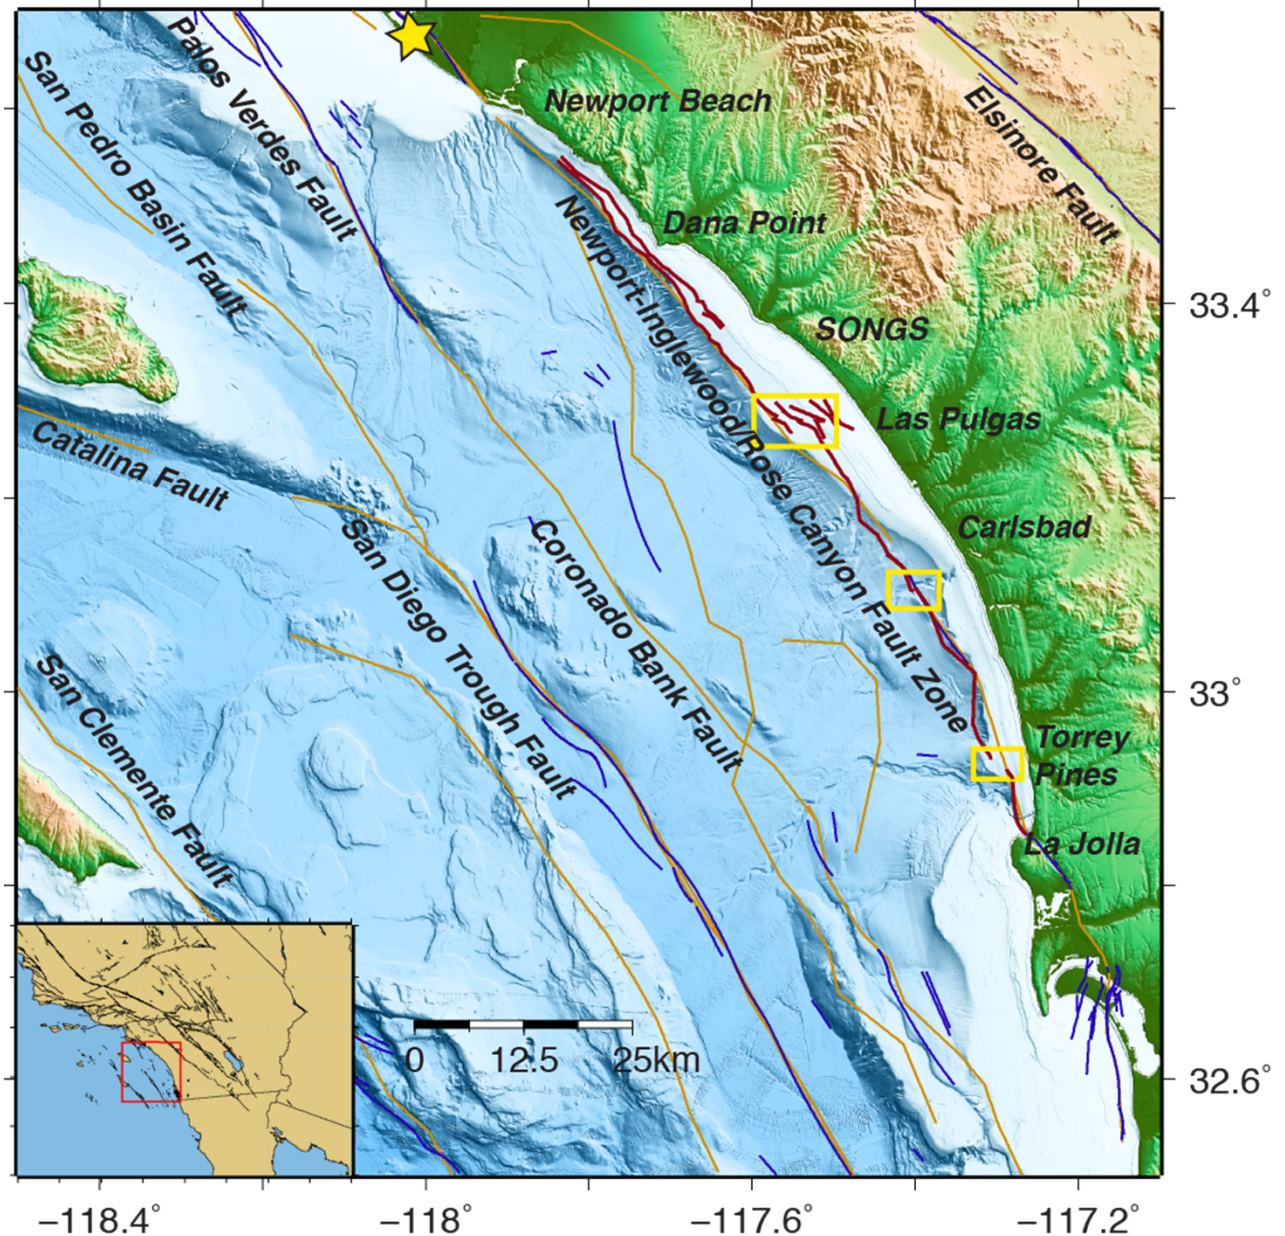 Palos Verdes Fault
San Pedro Basin Fault
Newport Beach
Elsinore Fault
Dana Point
Newport-Inglewood/Rose Canyon Fault Zone
33.4°
SONGS
Las Pulgas
Catalina Fault
Carlsbad
San Diego Trough Fault
Coronado Bank Fault
San Clemente Fault
33°
Torrey
Pines
La Jolla
0 12.5 25km
32.6°
−118.4° −118° −117.6° −117.2°